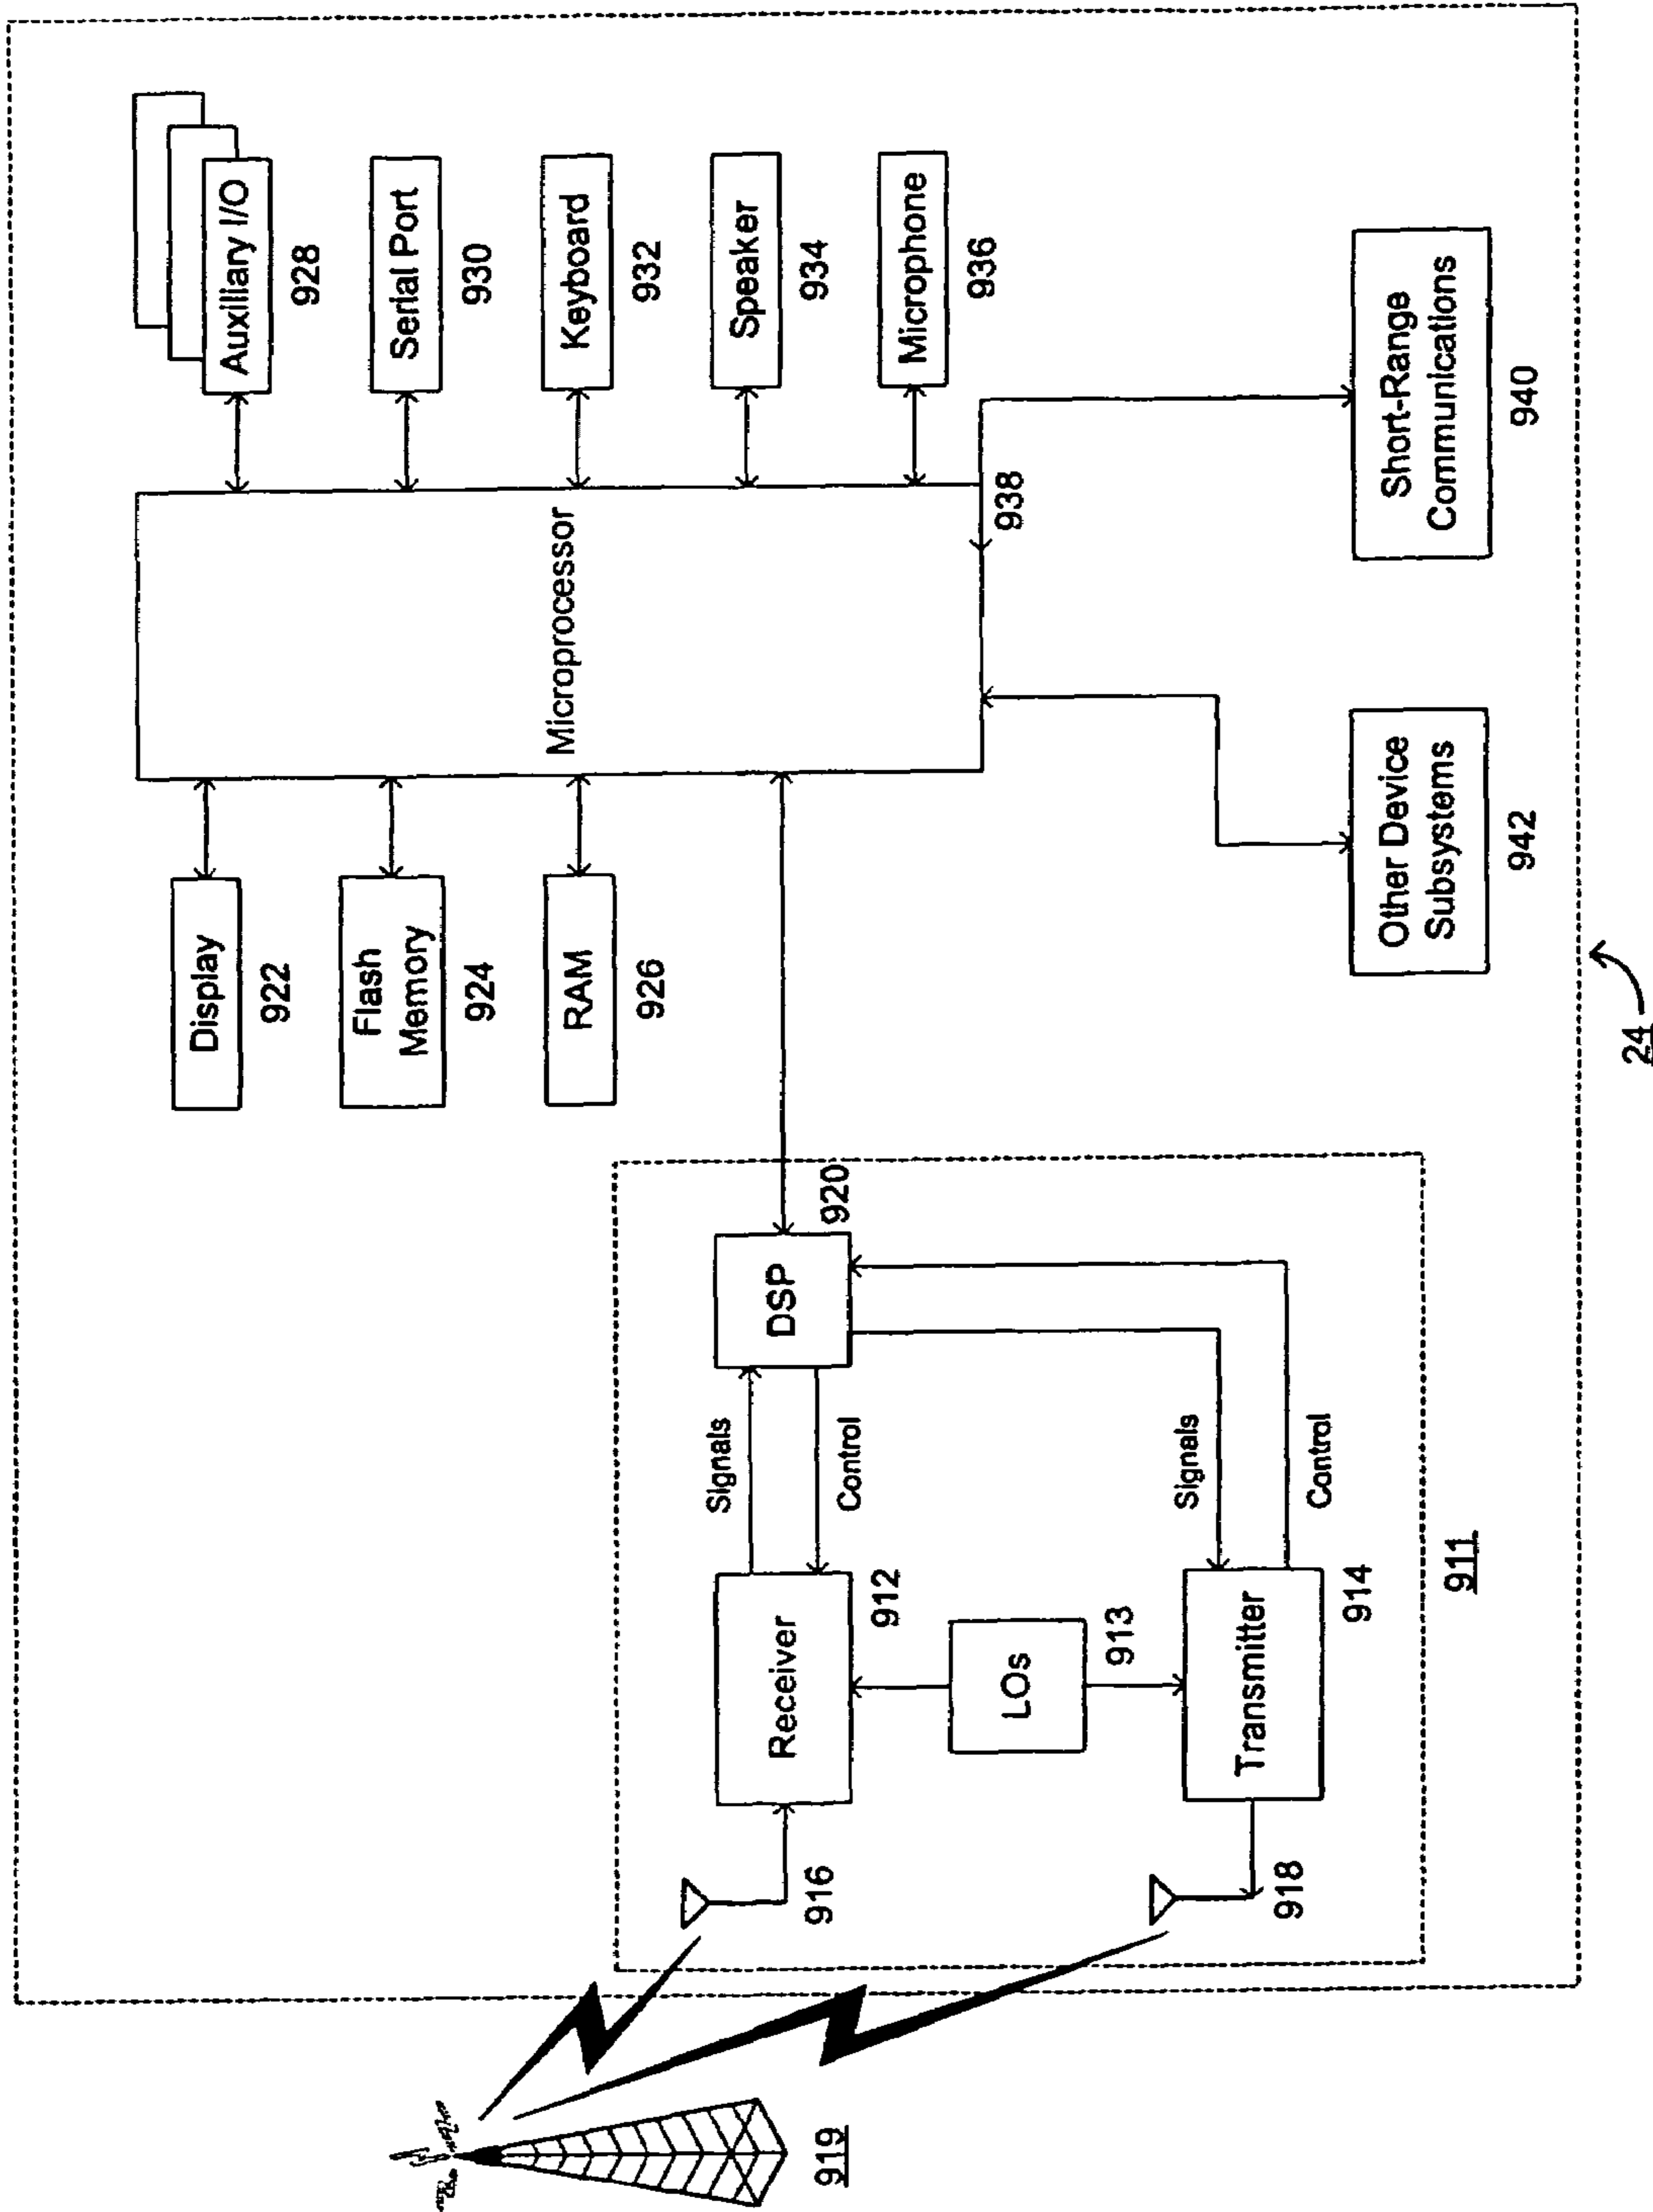 Display
922
Flash
Memory
924
RAM
926
Microprocessor
938
Auxiliary I/O
928
Serial Port
930
Keyboard
932
Speaker
934
Microphone
936
Short-Range
Communications
940
Other Device
Subsystems
942
DSP
920
Signals
Control
Receiver
912
LOs
913
Signals
Control
Transmitter
914
916
918
911
919
24